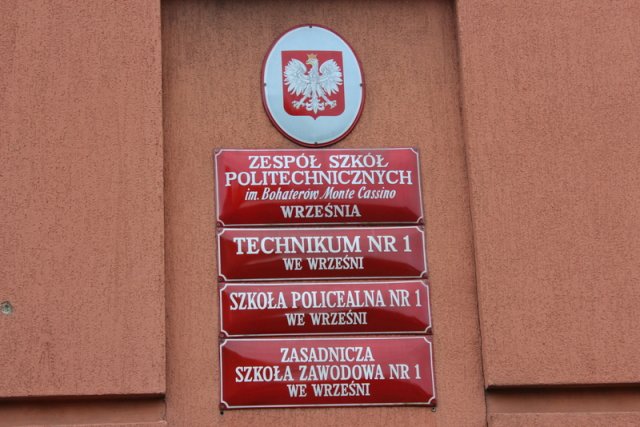 ZESPÓŁ SZKÓŁ
POLITECHNICZNYCH
im. Bohaterów Monte Cassino
WRZEŚNIA
TECHNIKUM NR 1
WE WRZEŚNI
SZKOŁA POLICEALNA NR 1
WE WRZEŚNI
ZASADNICZA
SZKOŁA ZAWODOWA NR 1
WE WRZEŚNI